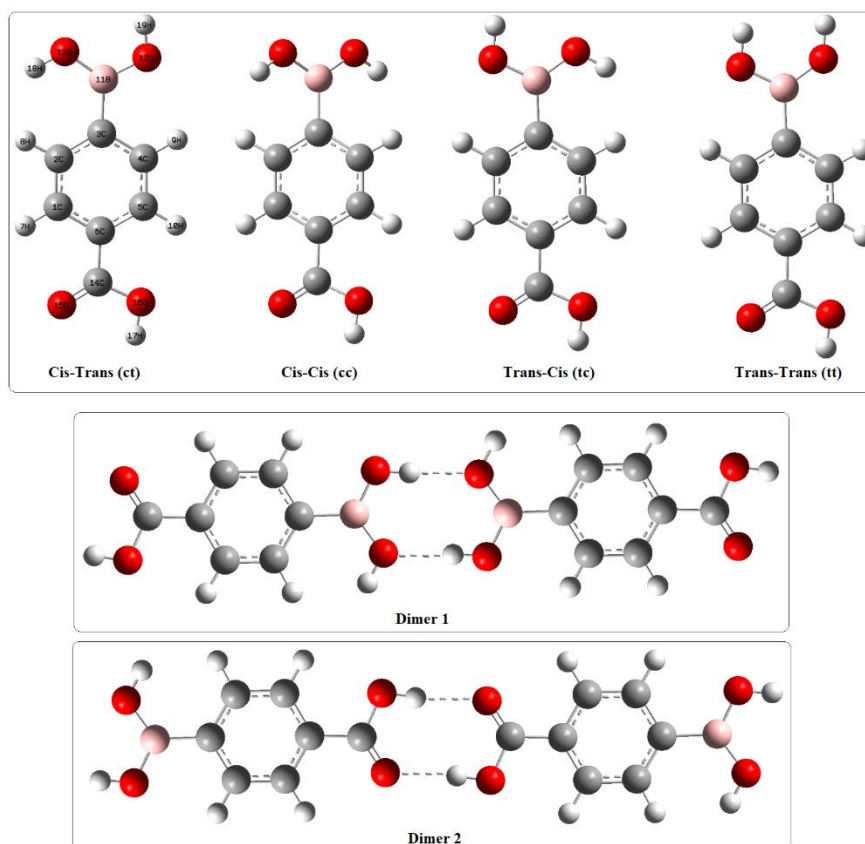 19H
18H
11B
3C
8H
9H
2C
4C
1C
5C
7H
6C
10H
14C
17H
Cis-Trans (ct) Cis-Cis (cc) Trans-Cis (tc) Trans-Trans (tt)
Dimer 1
Dimer 2